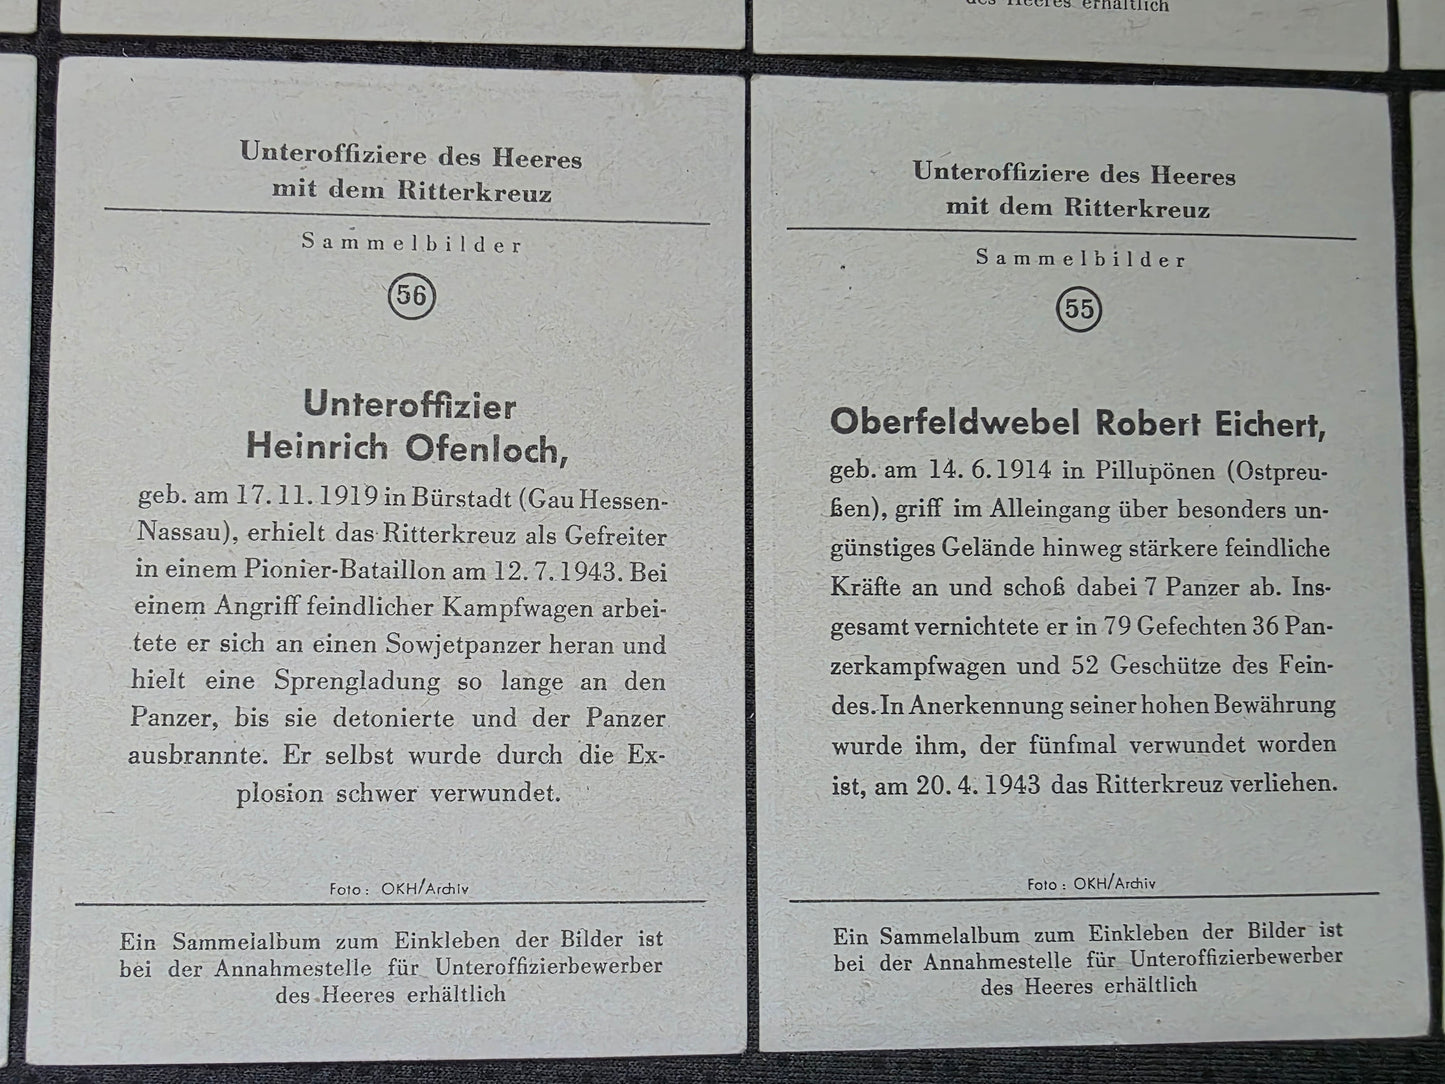 des Heeres erhältlich
Unteroffiziere des Heeres
mit dem Ritterkreuz
Sammelbilder
56
Unteroffizier
Heinrich Ofenloch,
geb. am 17. 11. 1919 in Bürstadt (Gau Hessen-
Nassau), erhielt das Ritterkreuz als Gefreiter
in einem Pionier-Bataillon am 12. 7. 1943. Bei
einem Angriff feindlicher Kampfwagen arbei-
tete er sich an einen Sowjetpanzer heran und
hielt eine Sprengladung so lange an den
Panzer, bis sie detonierte und der Panzer
ausbrannte. Er selbst wurde durch die Ex-
plosion schwer verwundet.
Foto: OKH/Archiv
Ein Sammelalbum zum Einkleben der Bilder ist
bei der Annahmestelle für Unteroffizierbewerber
des Heeres erhältlich
Unteroffiziere des Heeres
mit dem Ritterkreuz
Sammelbilder
55
Oberfeldwebel Robert Eichert,
geb. am 14. 6. 1914 in Pillupönen (Ostpreu-
ßen), griff im Alleingang über besonders un-
günstiges Gelände hinweg stärkere feindliche
Kräfte an und schoß dabei 7 Panzer ab. Ins-
gesamt vernichtete er in 79 Gefechten 36 Pan-
zerkampfwagen und 52 Geschütze des Fein-
des. In Anerkennung seiner hohen Bewährung
wurde ihm, der fünfmal verwundet worden
ist, am 20. 4. 1943 das Ritterkreuz verliehen.
Foto: OKH/Archiv
Ein Sammelalbum zum Einkleben der Bilder ist
bei der Annahmestelle für Unteroffizierbewerber
des Heeres erhältlich